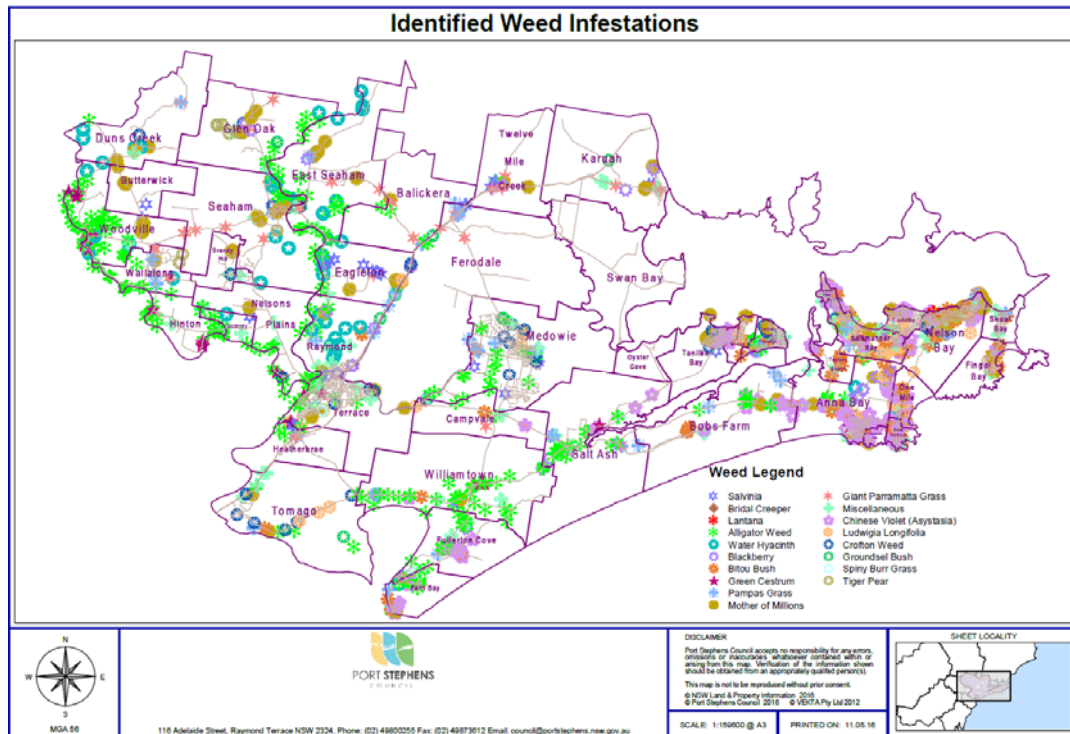 Identified Weed Infestations
Twelve
Mile
Creek
Karuah
Glen Oak
Duns Creek
Butterwick
East Seaham
Balickera
Seaham
Woodville
Wallalong
Brandy
Hill
Eagleton
Ferodale
Swan Bay
Nelsons
Plains
Hinton
Raymond
Terrace
Medowie
Oyster
Cove
Tanilba
Bay
Nelson
Bay
Shoal
Bay
Salamander
Bay
Fingal
Bay
One
Mile
Anna Bay
Campvale
Bobs Farm
Salt Ash
Heatherbrae
Williamtown
Tomago
Fullerton Cove
Fern Bay
Weed Legend
Salvinia
Bridal Creeper
Lantana
Alligator Weed
Water Hyacinth
Blackberry
Bitou Bush
Green Cestrum
Pampas Grass
Mother of Millions
Giant Parramatta Grass
Miscellaneous
Chinese Violet (Asystasia)
Ludwigia Longifolia
Crofton Weed
Groundsel Bush
Spiny Burr Grass
Tiger Pear
N
W
E
S
MGA 56
PORT STEPHENS
COUNCIL
116 Adelaide Street, Raymond Terrace NSW 2324. Phone: (02) 49800255 Fax: (02) 49873612 Email: council@portstephens.nsw.gov.au
DISCLAIMER
Port Stephens Council accepts no responsibility for any errors,
omissions or inaccuracies whatsoever contained within or
arising from this map. Verification of the information shown
should be obtained from an appropriately qualified person(s).
This map is not to be reproduced without prior consent.
© NSW Land & Property Information 2016
© Port Stephens Council 2016 © VEKTA Pty Ltd 2012
SCALE: 1:159600 @ A3
PRINTED ON: 11.05.16
SHEET LOCALITY